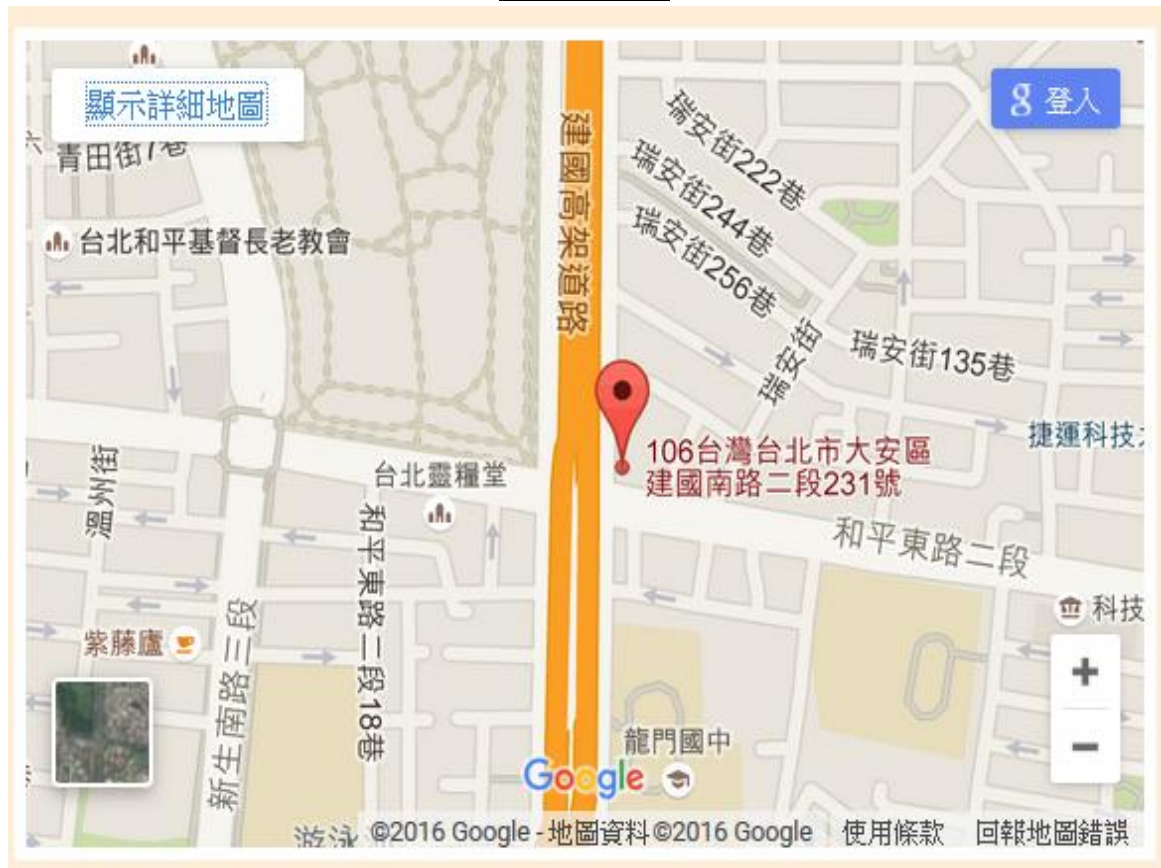 顯示詳細地圖
登入
青田街7巷
台北和平基督長老教會
建國高架道路
瑞安街222巷
瑞安街244巷
瑞安街256巷
瑞安街
瑞安街135巷
捷運科技
106台灣台北市大安區
建國南路二段231號
台北靈糧堂
溫州街
和平東路二段18巷
和平東路二段
科技
紫藤廬
新生南路三段
龍門國中
Google
游泳
©2016 Google - 地圖資料 ©2016 Google 使用條款 回報地圖錯誤